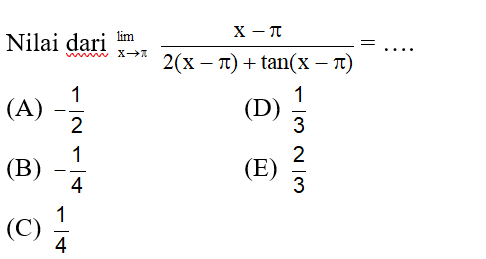 Nilai dari lim x→π (x – π) / (2(x – π) + tan(x – π)) = ....
(A) –1/2 (D) 1/3
(B) –1/4 (E) 2/3
(C) 1/4